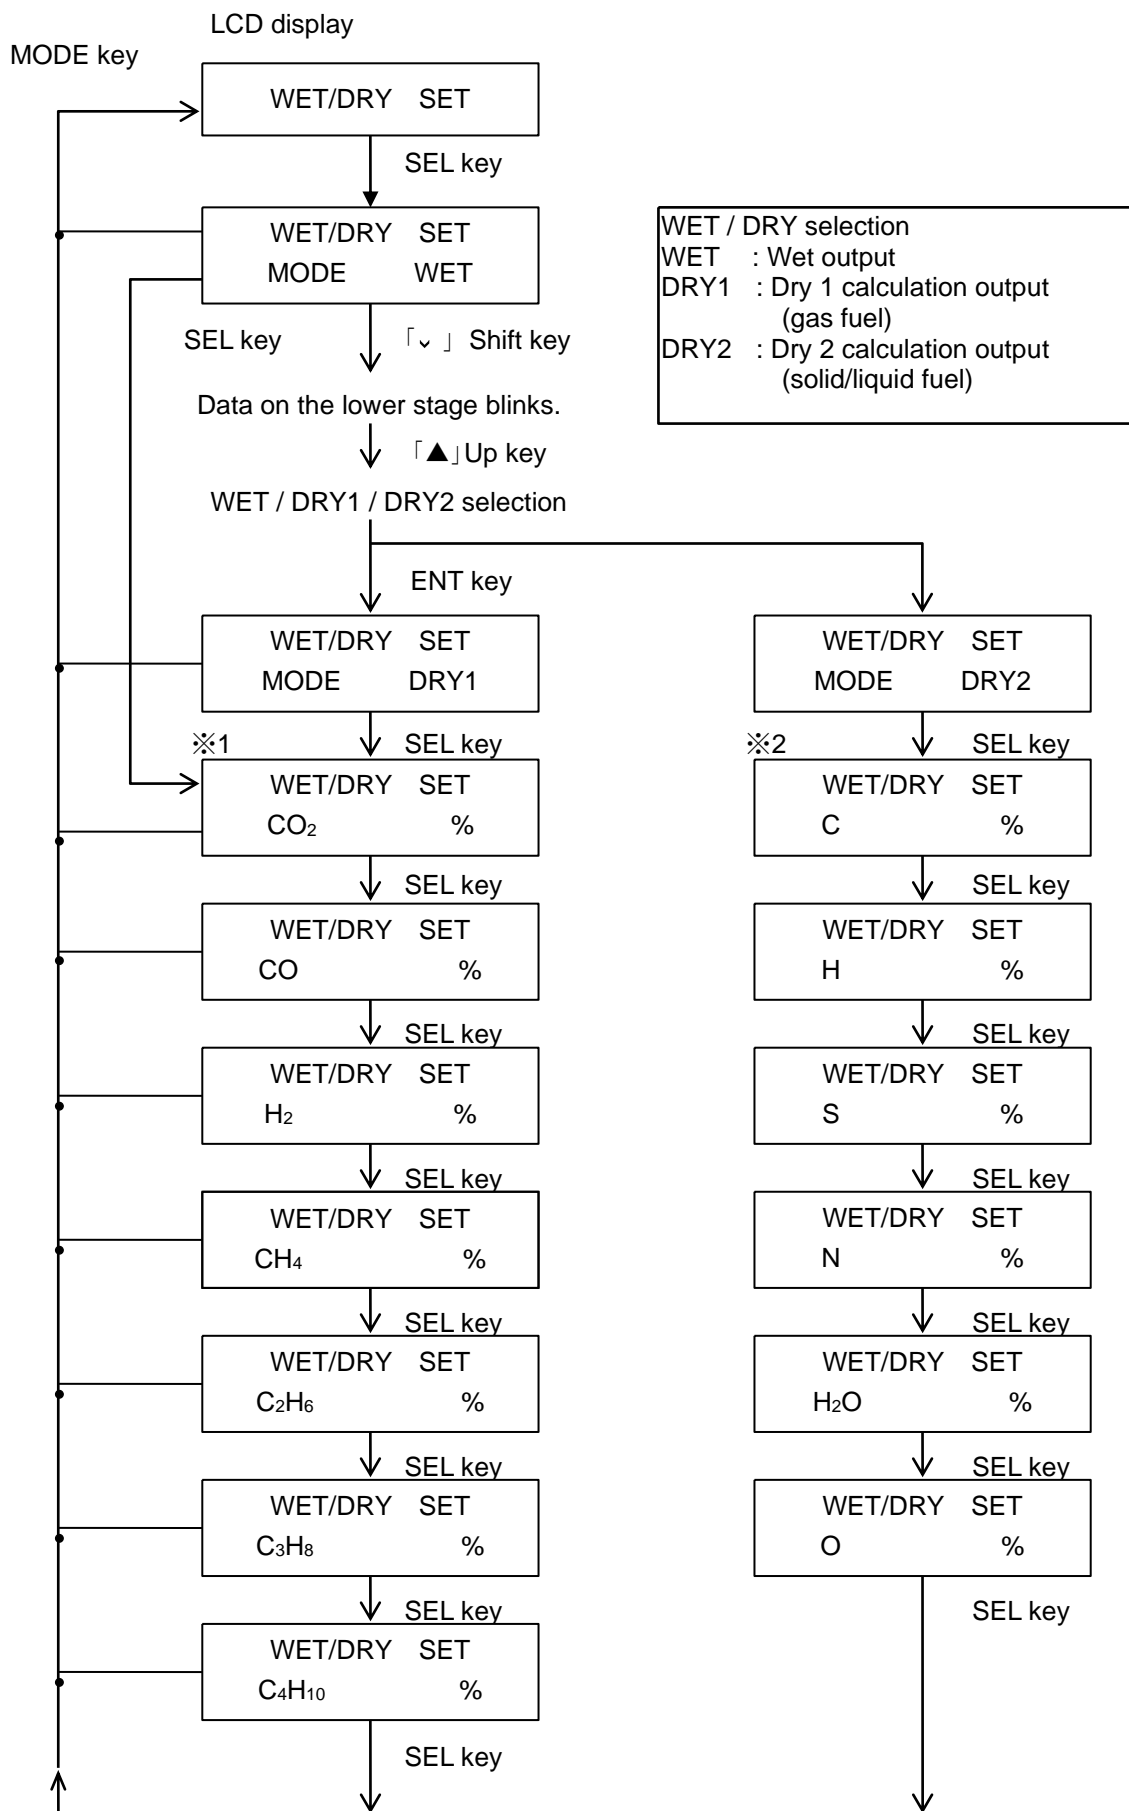 LCD display
MODE key
WET/DRY SET
SEL key
WET/DRY SET
MODE WET
WET / DRY selection
WET : Wet output
DRY1 : Dry 1 calculation output
(gas fuel)
DRY2 : Dry 2 calculation output
(solid/liquid fuel)
SEL key 「⌄」 Shift key
Data on the lower stage blinks.
「▲」Up key
WET / DRY1 / DRY2 selection
ENT key
WET/DRY SET
MODE DRY1
WET/DRY SET
MODE DRY2
※1 SEL key
※2 SEL key
WET/DRY SET
CO₂ %
WET/DRY SET
C %
SEL key
SEL key
WET/DRY SET
CO %
WET/DRY SET
H %
SEL key
SEL key
WET/DRY SET
H₂ %
WET/DRY SET
S %
SEL key
SEL key
WET/DRY SET
CH₄ %
WET/DRY SET
N %
SEL key
SEL key
WET/DRY SET
C₂H₆ %
WET/DRY SET
H₂O %
SEL key
SEL key
WET/DRY SET
C₃H₈ %
WET/DRY SET
O %
SEL key
SEL key
WET/DRY SET
C₄H₁₀ %
SEL key